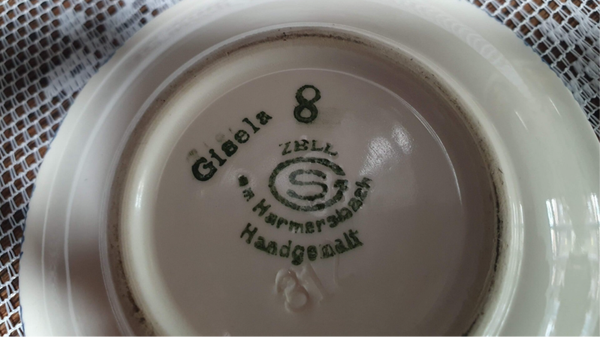 Gisela 8
ZELL
S
am Harmersbach
Handgemalt